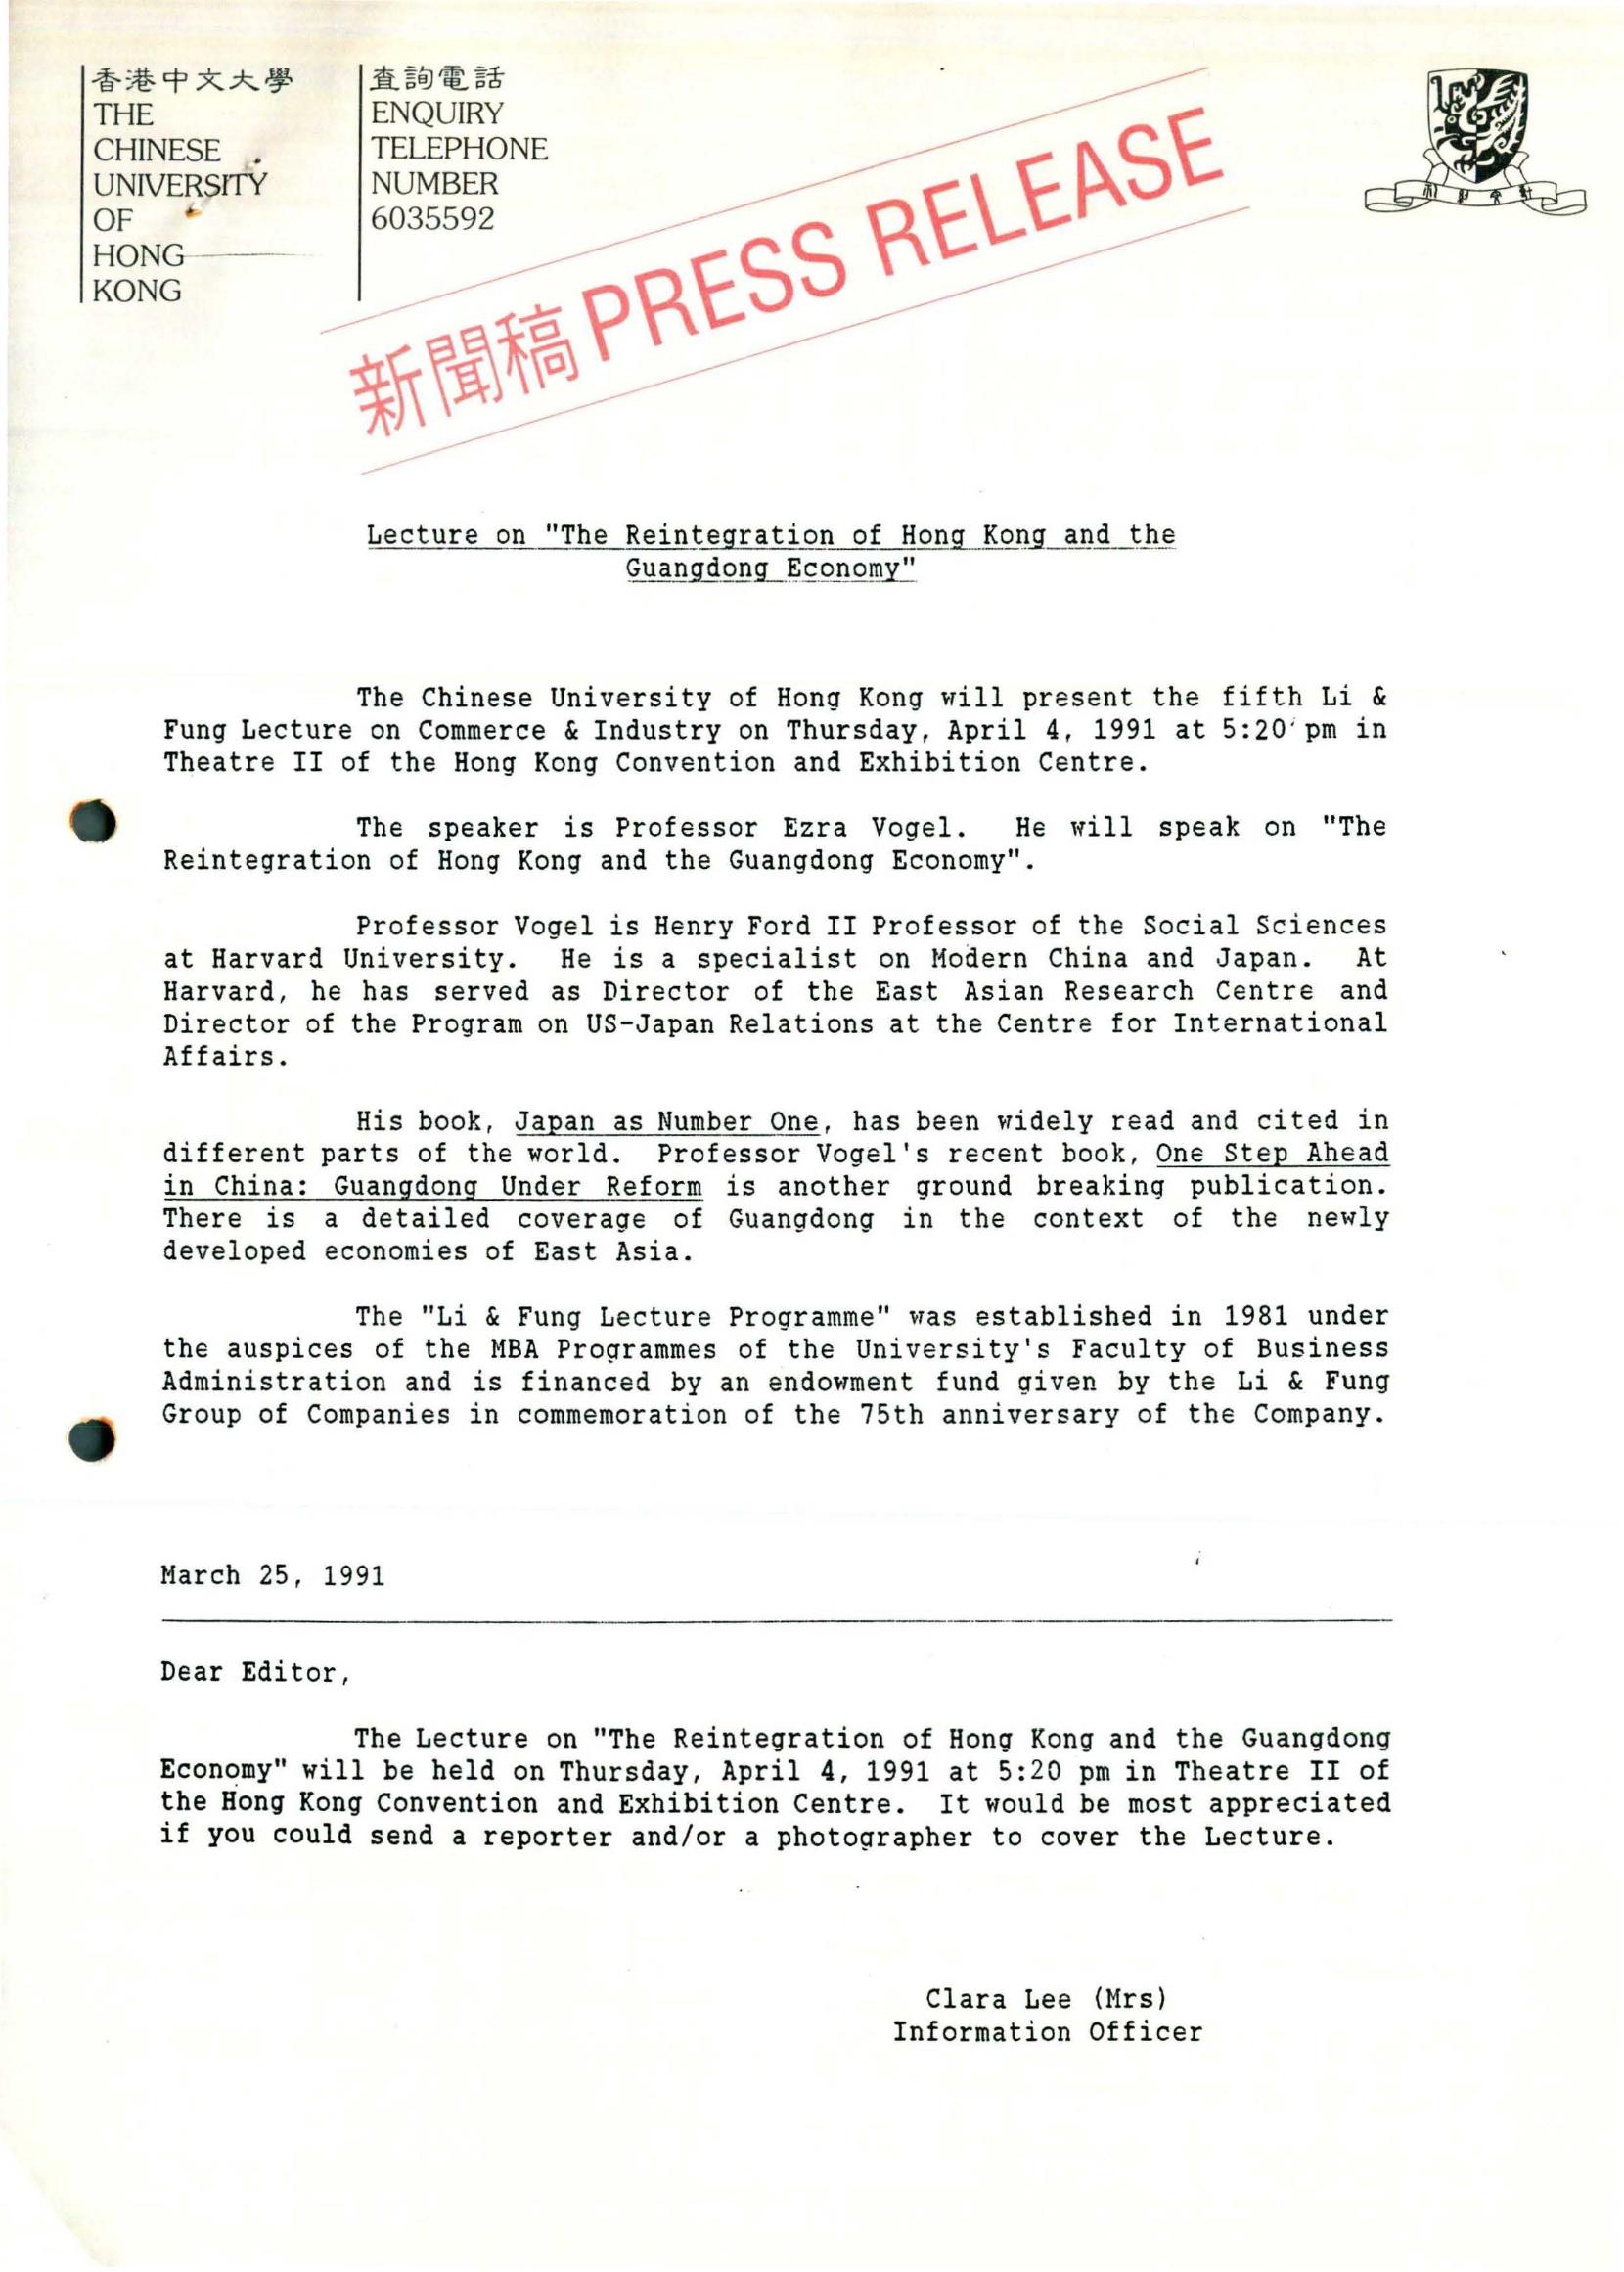 香港中文大學
THE
CHINESE
UNIVERSITY
OF
HONG
KONG
查詢電話
ENQUIRY
TELEPHONE
NUMBER
6035592
新聞稿 PRESS RELEASE
Lecture on "The Reintegration of Hong Kong and the
Guangdong Economy"
The Chinese University of Hong Kong will present the fifth Li &
Fung Lecture on Commerce & Industry on Thursday, April 4, 1991 at 5:20 pm in
Theatre II of the Hong Kong Convention and Exhibition Centre.
The speaker is Professor Ezra Vogel. He will speak on "The
Reintegration of Hong Kong and the Guangdong Economy".
Professor Vogel is Henry Ford II Professor of the Social Sciences
at Harvard University. He is a specialist on Modern China and Japan. At
Harvard, he has served as Director of the East Asian Research Centre and
Director of the Program on US-Japan Relations at the Centre for International
Affairs.
His book, Japan as Number One, has been widely read and cited in
different parts of the world. Professor Vogel's recent book, One Step Ahead
in China: Guangdong Under Reform is another ground breaking publication.
There is a detailed coverage of Guangdong in the context of the newly
developed economies of East Asia.
The "Li & Fung Lecture Programme" was established in 1981 under
the auspices of the MBA Programmes of the University's Faculty of Business
Administration and is financed by an endowment fund given by the Li & Fung
Group of Companies in commemoration of the 75th anniversary of the Company.
March 25, 1991
Dear Editor,
The Lecture on "The Reintegration of Hong Kong and the Guangdong
Economy" will be held on Thursday, April 4, 1991 at 5:20 pm in Theatre II of
the Hong Kong Convention and Exhibition Centre. It would be most appreciated
if you could send a reporter and/or a photographer to cover the Lecture.
Clara Lee (Mrs)
Information Officer